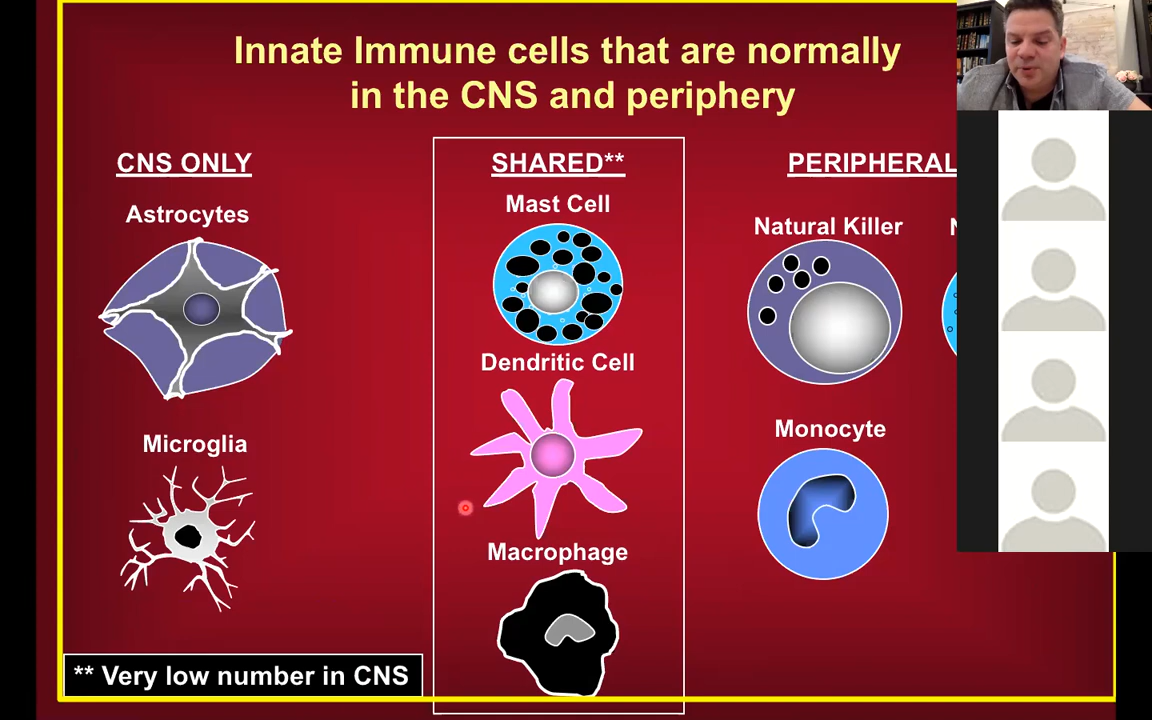 Innate Immune cells that are normally
in the CNS and periphery
CNS ONLY
Astrocytes
Microglia
SHARED**
Mast Cell
Dendritic Cell
Macrophage
PERIPHERAL
Natural Killer
N
Monocyte
** Very low number in CNS